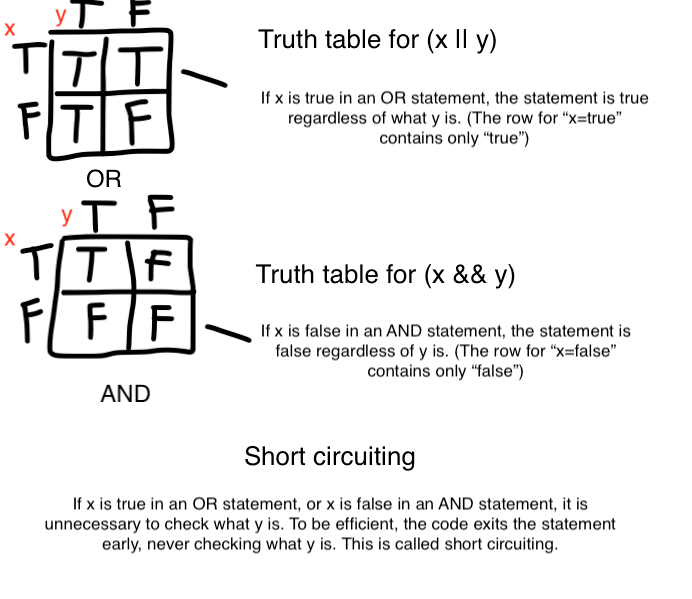 y T F
x
T T T
F T F
OR
Truth table for (x || y)
If x is true in an OR statement, the statement is true
regardless of what y is. (The row for “x=true”
contains only “true”)
y T F
x
T T F
F F F
AND
Truth table for (x && y)
If x is false in an AND statement, the statement is
false regardless of y is. (The row for “x=false”
contains only “false”)
Short circuiting
If x is true in an OR statement, or x is false in an AND statement, it is
unnecessary to check what y is. To be efficient, the code exits the statement
early, never checking what y is. This is called short circuiting.